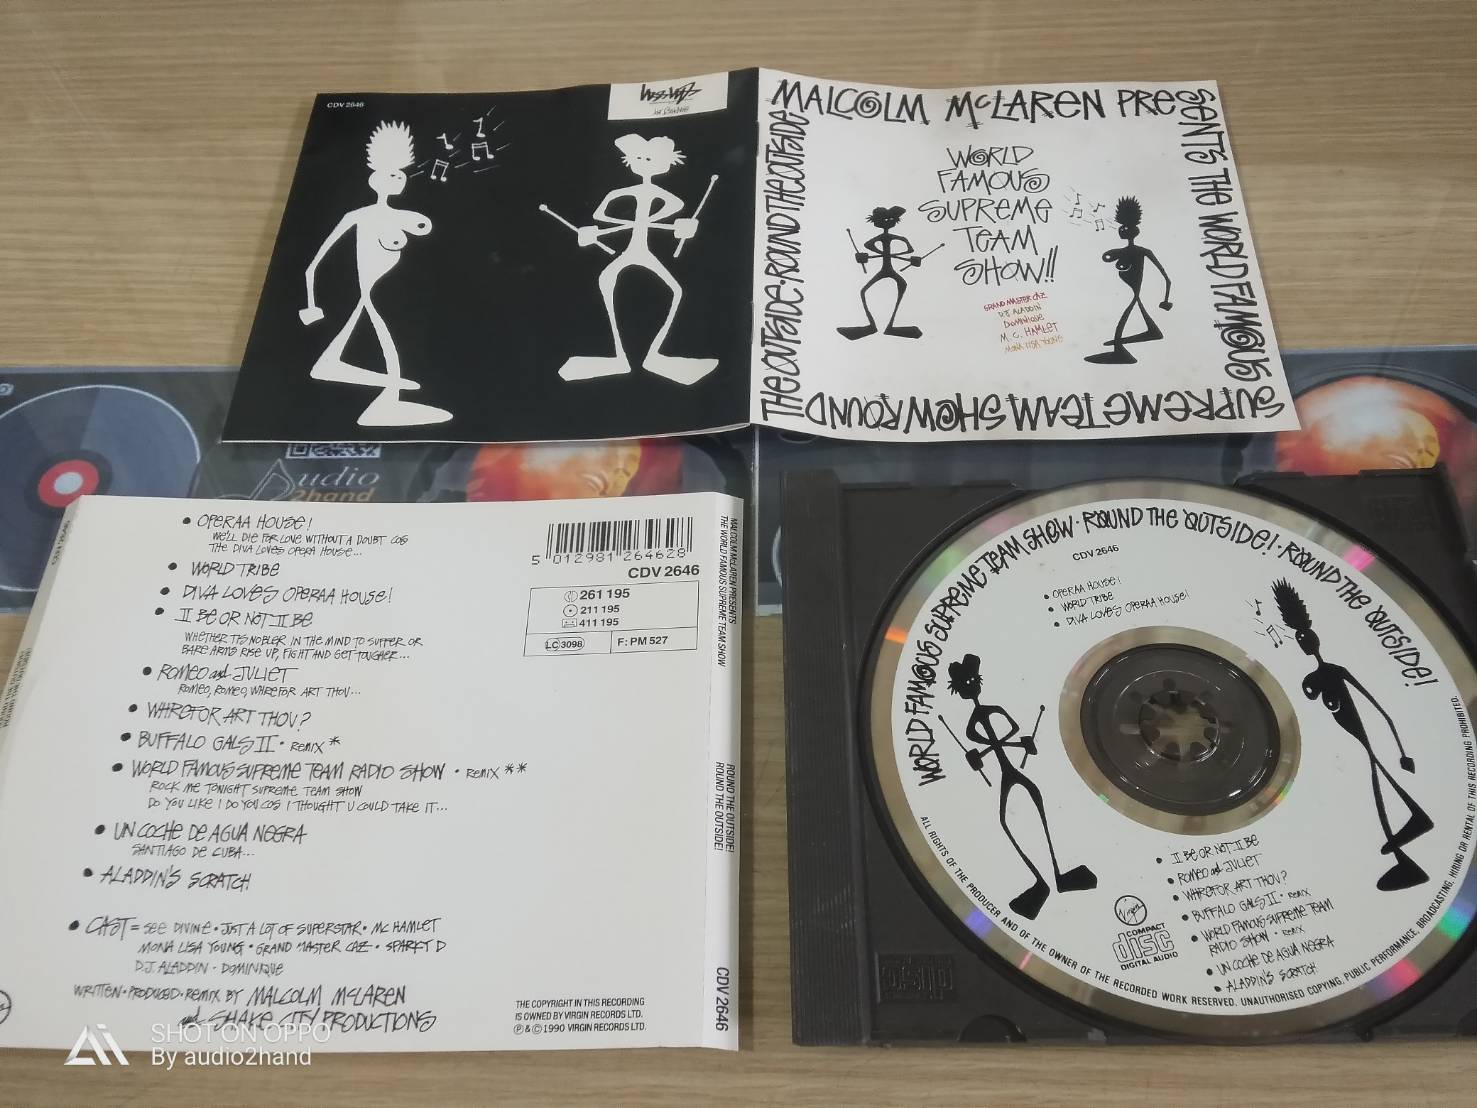 CDV 2646
MALCOLM McLAREN PRESENTS THE WORLD FAMOUS SUPREME TEAM SHOW ROUND THE OUTSIDE·ROUND THE OUTSIDE
WORLD
FAMOUS
SUPREME
TEAM
SHOW!!
GRAND MASTER CAZ
D.J. ALADDIN
DOMINIQUE
M. C. HAMLET
MONA LISA YOUNG
udio
2hand
• OPERAA HOUSE!
WE'LL DIE FOR LOVE WITHOUT A DOUBT COS
THE DIVA LOVES OPERA HOUSE...
• WORLD TRIBE
• DIVA LOVES OPERAA HOUSE!
• II BE OR NOT II BE
WHETHER TIS NOBLER IN THE MIND TO SUFFER OR
BARE ARMS RISE UP, FIGHT AND GET TOUGHER...
• ROMEO and JULIET
ROMEO, ROMEO, WHREFOR ART THOU...
• WHREFOR ART THOU?
• BUFFALO GALS II • REMIX *
• WORLD FAMOUS SUPREME TEAM RADIO SHOW • REMIX **
ROCK ME TONIGHT SUPREME TEAM SHOW
DO YOU LIKE I DO YOU COS I THOUGHT U COULD TAKE IT...
• UN COCHE DE AGUA NEGRA
SANTIAGO DE CUBA...
• ALADDIN'S SCRATCH
• CAST = SEE DIVINE • JUST A LOT OF SUPERSTAR • MC HAMLET
MONA LISA YOUNG • GRAND MASTER CAZ • SPARKY D
D.J. ALADDIN • DOMINIQUE
WRITTEN • PRODUCED • REMIX BY MALCOLM McLAREN
and SHAKE CITY PRODUCTIONS
5 012981 264628
CDV 2646
261 195
211 195
411 195
LC 3098
F: PM 527
THE COPYRIGHT IN THIS RECORDING
IS OWNED BY VIRGIN RECORDS LTD.
℗ & © 1990 VIRGIN RECORDS LTD.
MALCOLM McLAREN PRESENTS
THE WORLD FAMOUS SUPREME TEAM SHOW
ROUND THE OUTSIDE!
ROUND THE OUTSIDE!
CDV 2646
WORLD FAMOUS SUPREME TEAM SHOW • ROUND THE OUTSIDE! • ROUND THE OUTSIDE!
CDV 2646
• OPERAA HOUSE!
• WORLD TRIBE
• DIVA LOVES OPERAA HOUSE!
• II BE OR NOT II BE
• ROMEO and JULIET
• WHREFOR ART THOU?
• BUFFALO GALS II • REMIX
• WORLD FAMOUS SUPREME TEAM
RADIO SHOW • REMIX
• UN COCHE DE AGUA NEGRA
• ALADDIN'S SCRATCH
Virgin
COMPACT
disc
DIGITAL AUDIO
ALL RIGHTS OF THE PRODUCER AND OF THE OWNER OF THE RECORDED WORK RESERVED. UNAUTHORISED COPYING, PUBLIC PERFORMANCE, BROADCASTING, HIRING OR RENTAL OF THIS RECORDING PROHIBITED.
SHOT ON OPPO
By audio2hand